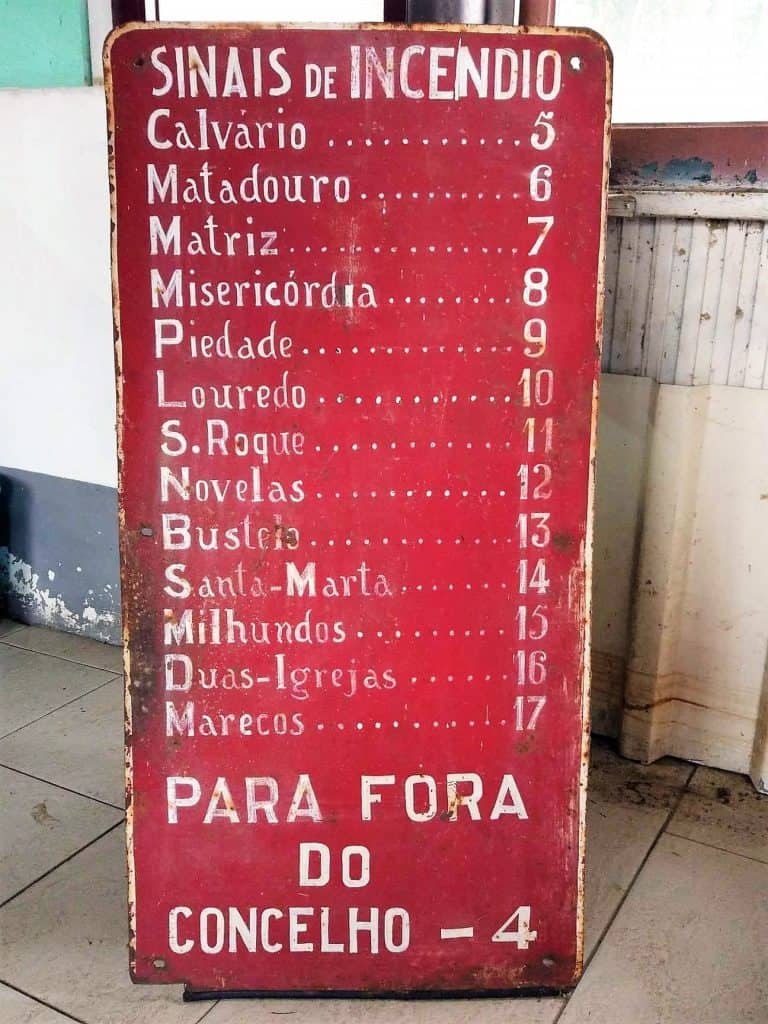 SINAIS DE INCENDIO
Calvário ............ 5
Matadouro .......... 6
Matriz .............. 7
Misericórdia ........ 8
Piedade ............. 9
Louredo ............ 10
S. Roque ........... 11
Novelas ............ 12
Bustelo ............ 13
Santa-Marta ....... 14
Milhundos .......... 15
Duas-Igrejas ....... 16
Marecos ............ 17
PARA FORA
DO
CONCELHO - 4